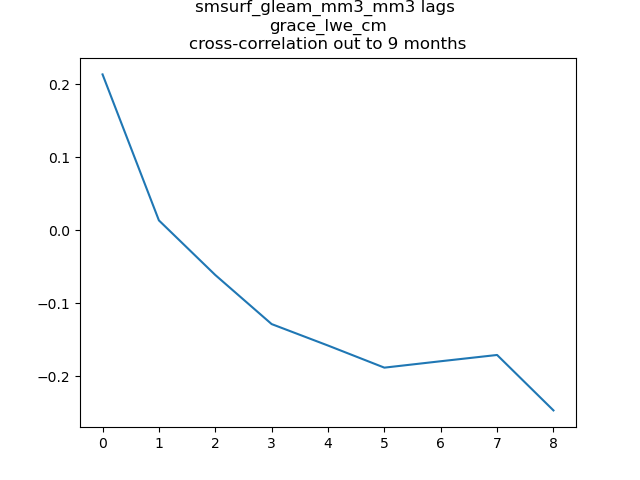 smsurf_gleam_mm3_mm3 lags
grace_lwe_cm
cross-correlation out to 9 months
0.2
0.1
0.0
−0.1
−0.2
0 1 2 3 4 5 6 7 8